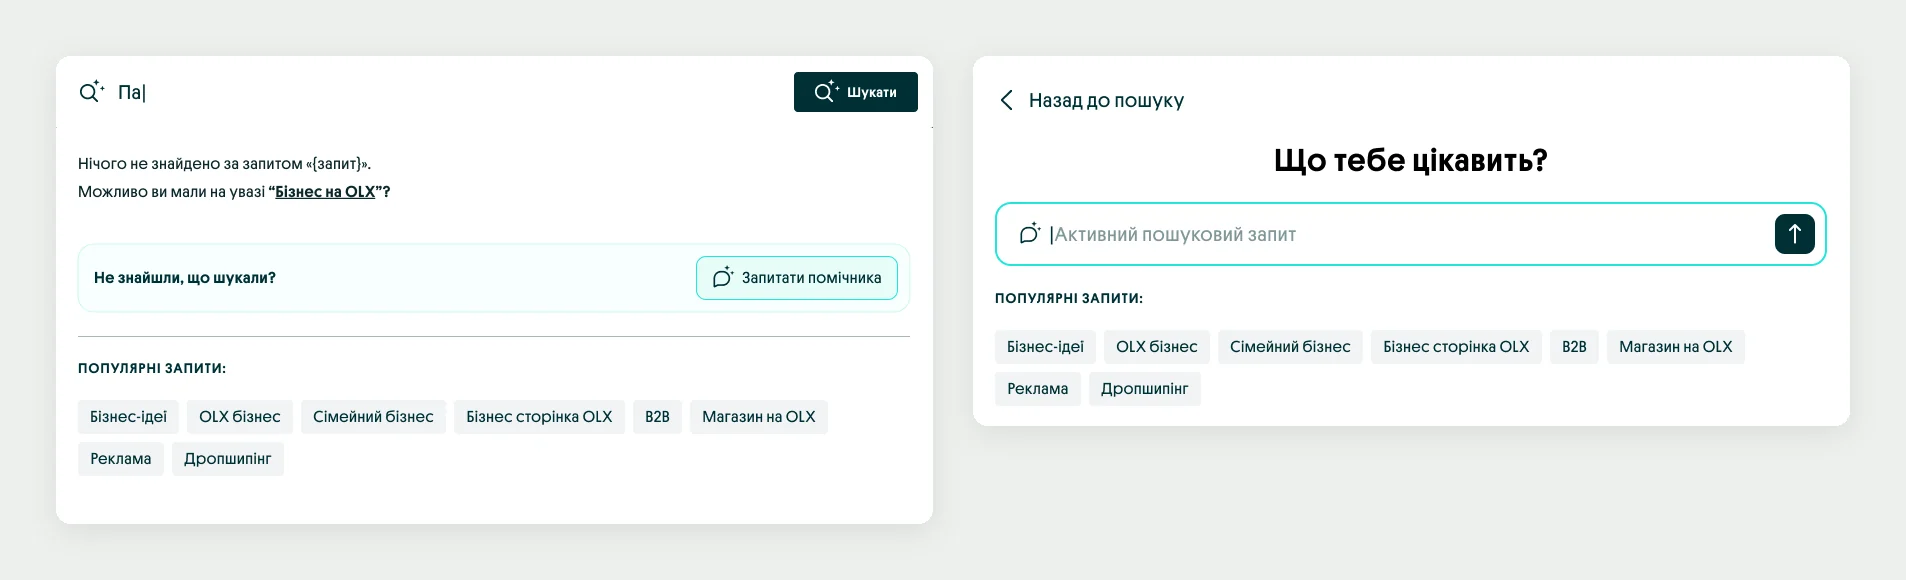 Па
Шукати
Нічого не знайдено за запитом «{запит}».
Можливо ви мали на увазі “Бізнес на OLX”?
Не знайшли, що шукали?
Запитати помічника
ПОПУЛЯРНІ ЗАПИТИ:
Бізнес-ідеї OLX бізнес Сімейний бізнес Бізнес сторінка OLX B2B Магазин на OLX
Реклама Дропшипінг
Назад до пошуку
Що тебе цікавить?
Активний пошуковий запит
ПОПУЛЯРНІ ЗАПИТИ:
Бізнес-ідеї OLX бізнес Сімейний бізнес Бізнес сторінка OLX B2B Магазин на OLX
Реклама Дропшипінг